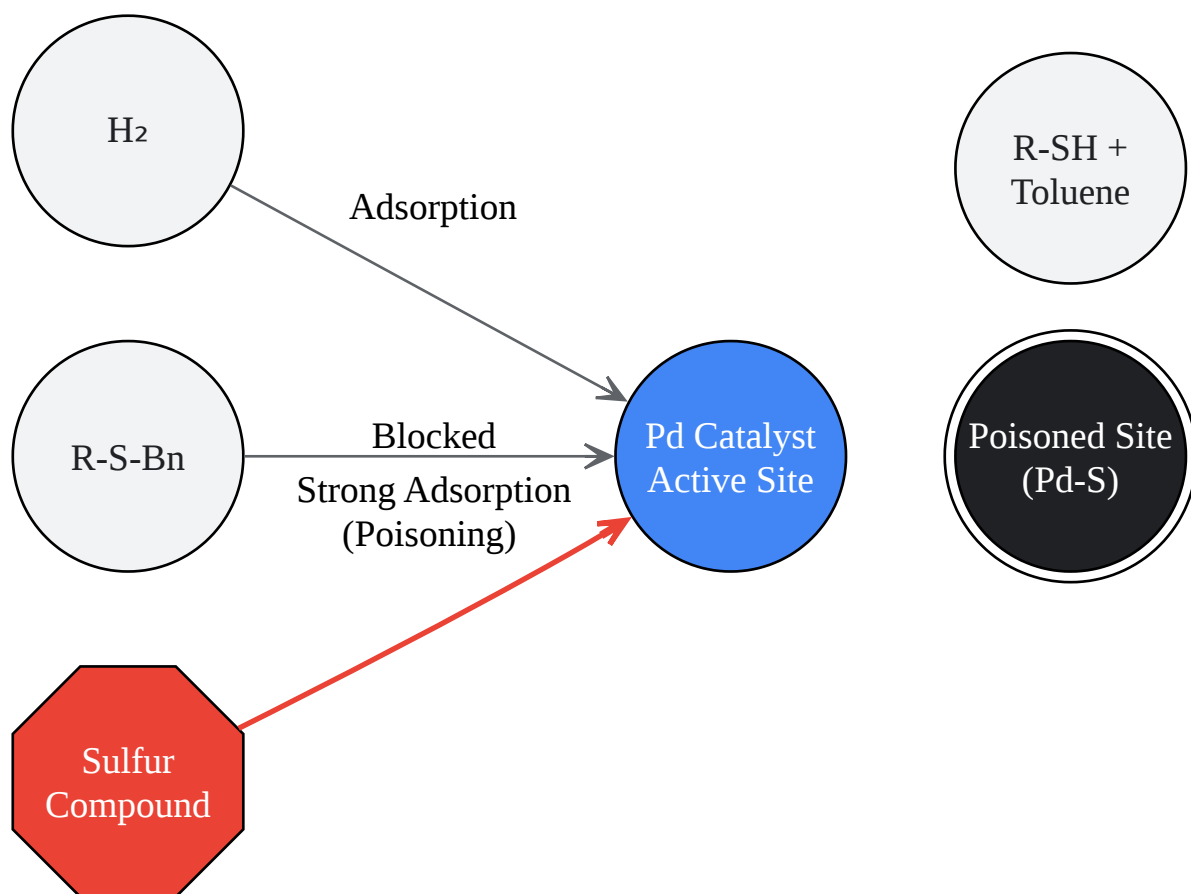 H₂
Adsorption
R-SH +
Toluene
R-S-Bn
Blocked
Strong Adsorption
(Poisoning)
Pd Catalyst
Active Site
Poisoned Site
(Pd-S)
Sulfur
Compound